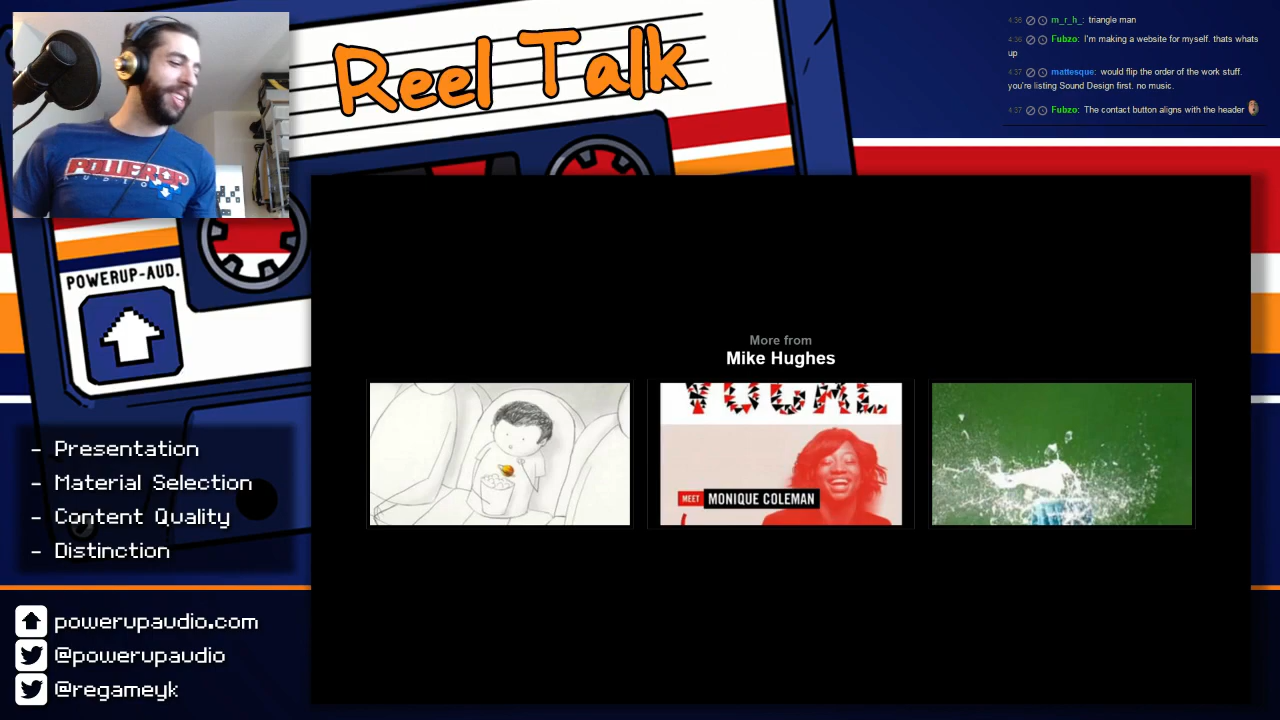 Reel Talk
4:36 m_r_h_: triangle man
4:36 Fubzo: I'm making a website for myself. thats whats
up
4:37 mattesque: would flip the order of the work stuff.
you're listing Sound Design first. no music.
4:37 Fubzo: The contact button aligns with the header
POWERUP
AUDIO
POWERUP-AUD.
More from
Mike Hughes
VOCAL
MEET MONIQUE COLEMAN
- Presentation
- Material Selection
- Content Quality
- Distinction
powerupaudio.com
@powerupaudio
@regameyk